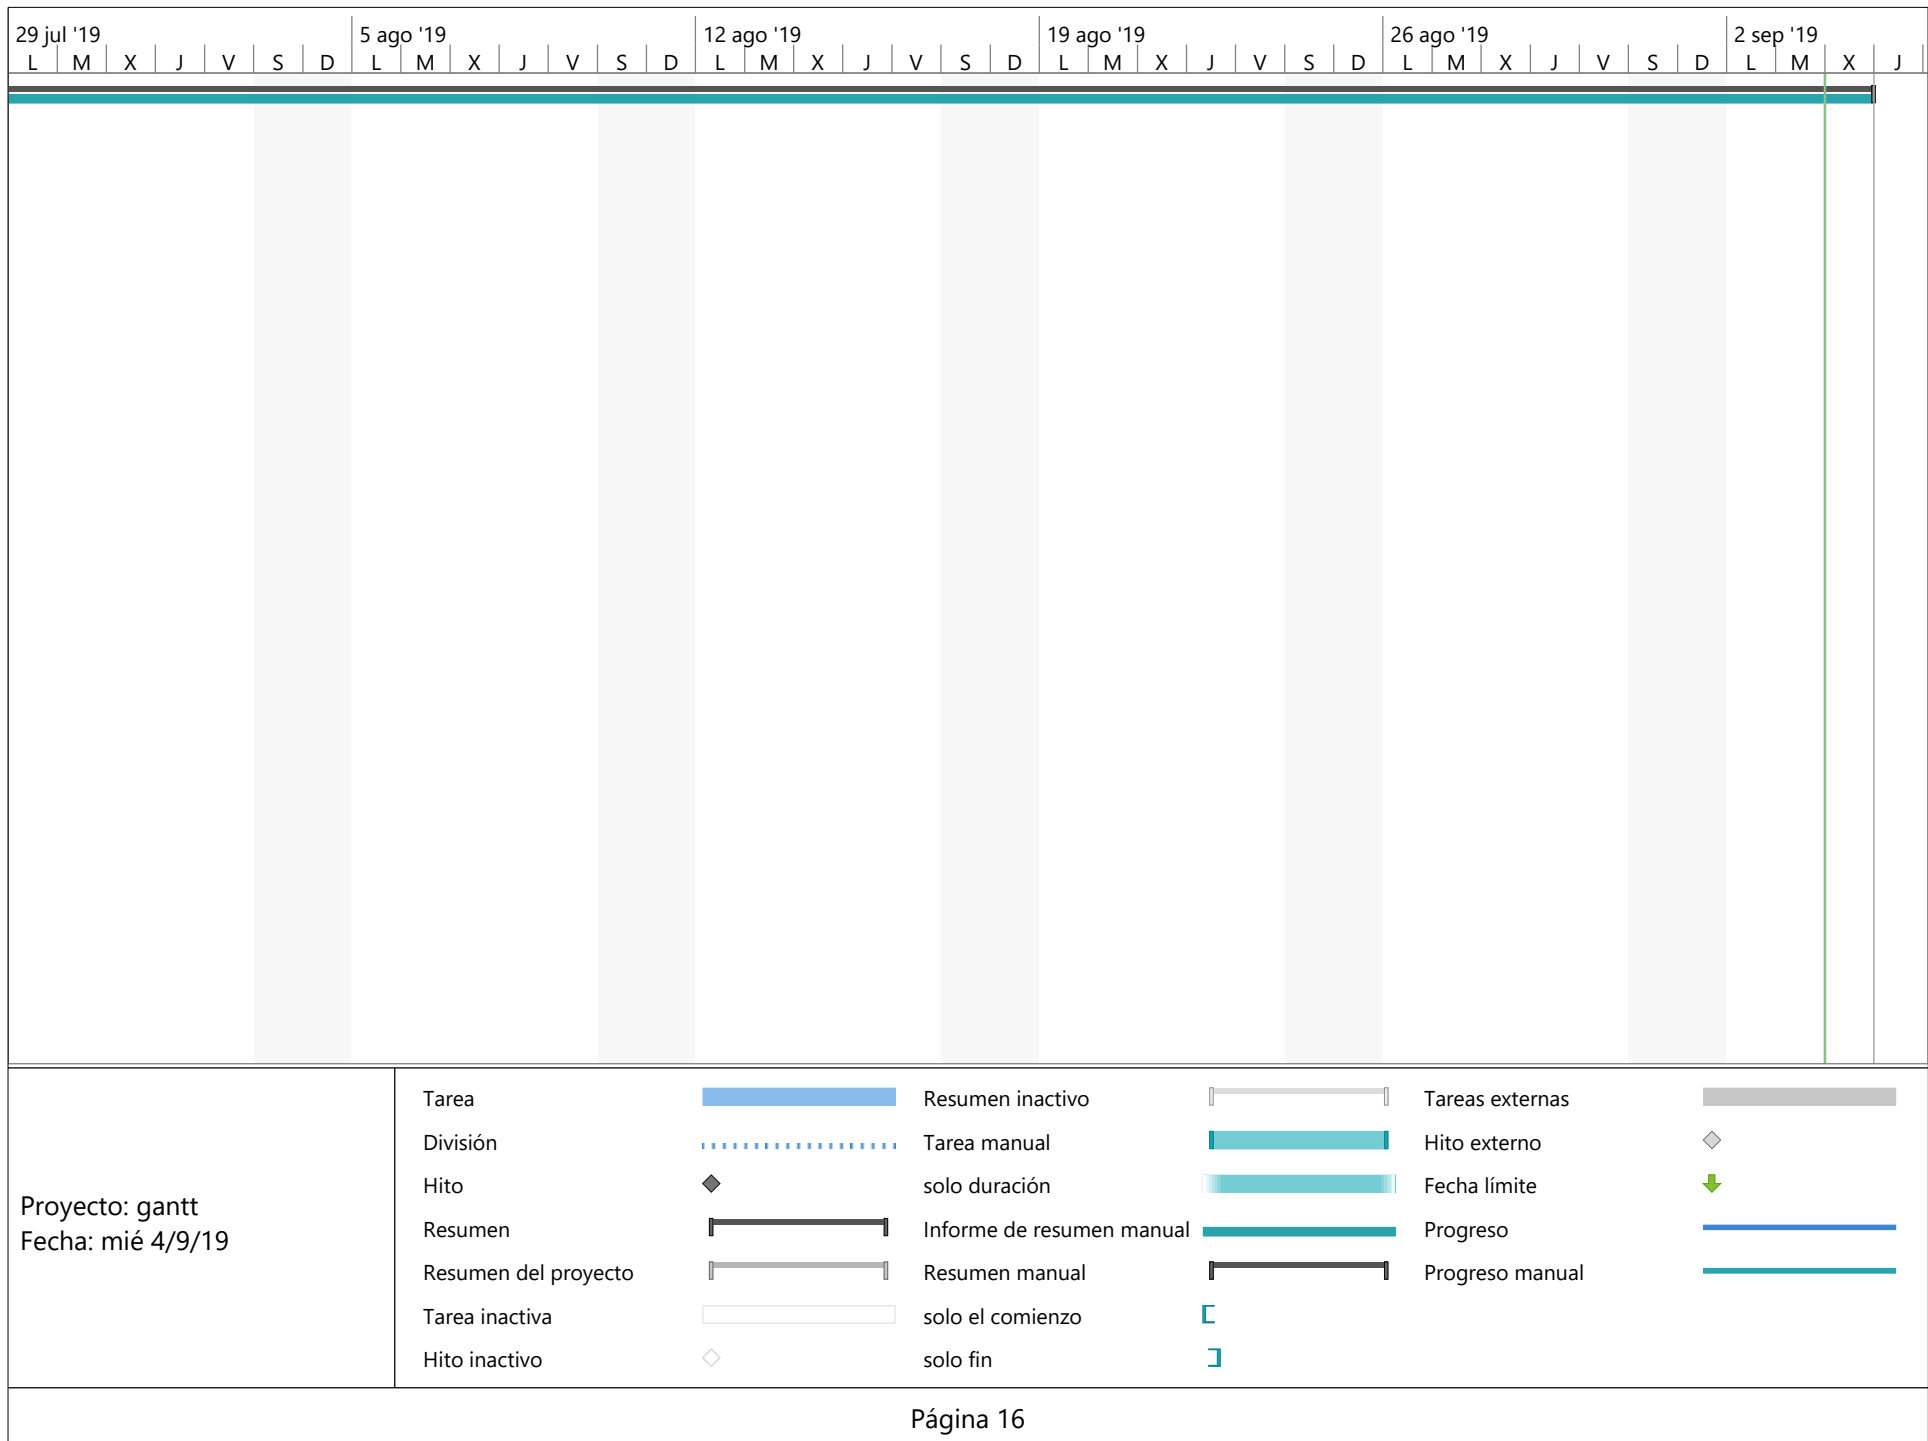 29 jul '19 5 ago '19 12 ago '19 19 ago '19 26 ago '19 2 sep '19
L M X J V S D L M X J V S D L M X J V S D L M X J V S D L M X J V S D L M X J
Tarea Resumen inactivo Tareas externas
División Tarea manual Hito externo
Hito solo duración Fecha límite
Proyecto: gantt
Resumen Informe de resumen manual Progreso
Fecha: mié 4/9/19
Resumen del proyecto Resumen manual Progreso manual
Tarea inactiva solo el comienzo
Hito inactivo solo fin
Página 16